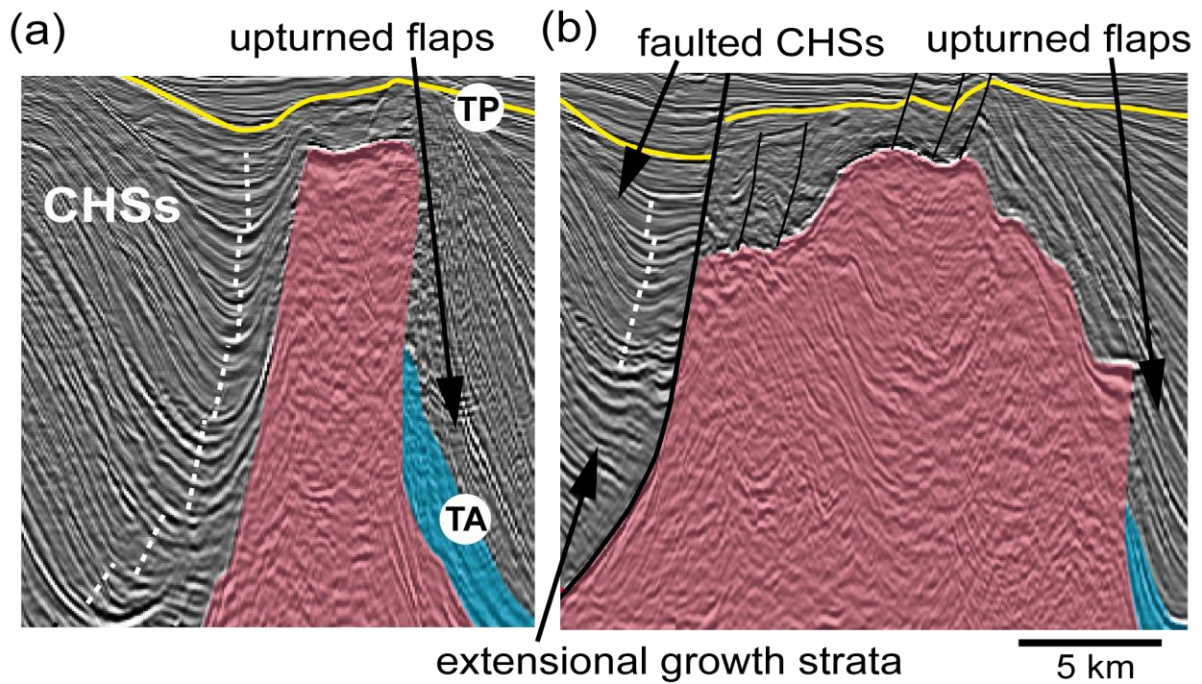 (a)
upturned flaps
(b)
faulted CHSs
upturned flaps
TP
CHSs
TA
extensional growth strata
5 km